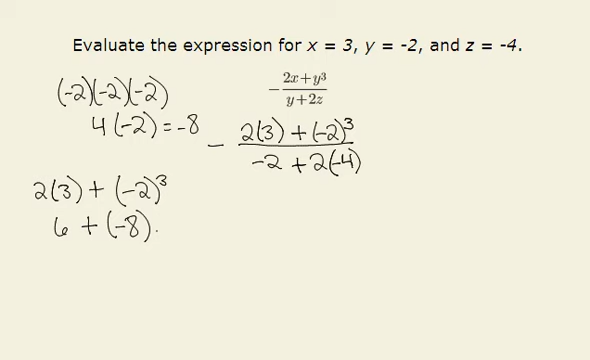 Evaluate the expression for x = 3, y = -2, and z = -4.
(-2)(-2)(-2)
4(-2) = -8
- 2x+y³
y+2z
- 2(3) + (-2)³
-2 + 2(-4)
2(3) + (-2)³
6 + (-8).